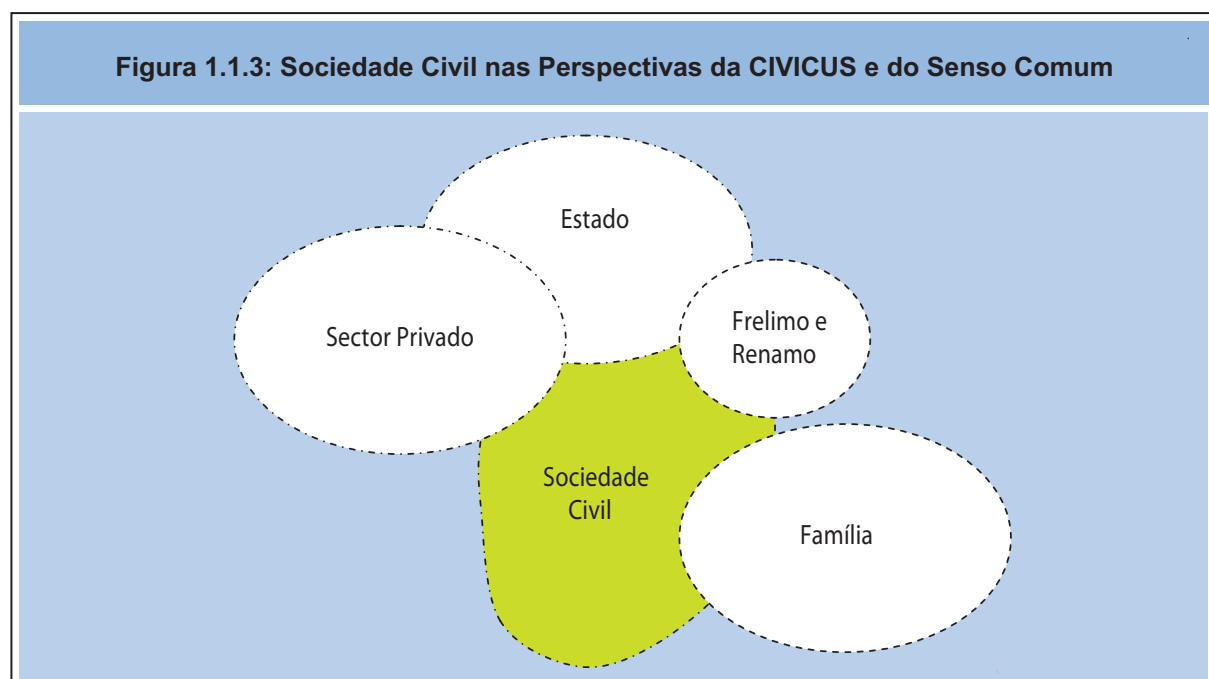 Figura 1.1.3: Sociedade Civil nas Perspectivas da CIVICUS e do Senso Comum
Estado
Sector Privado
Frelimo e
Renamo
Sociedade
Civil
Família